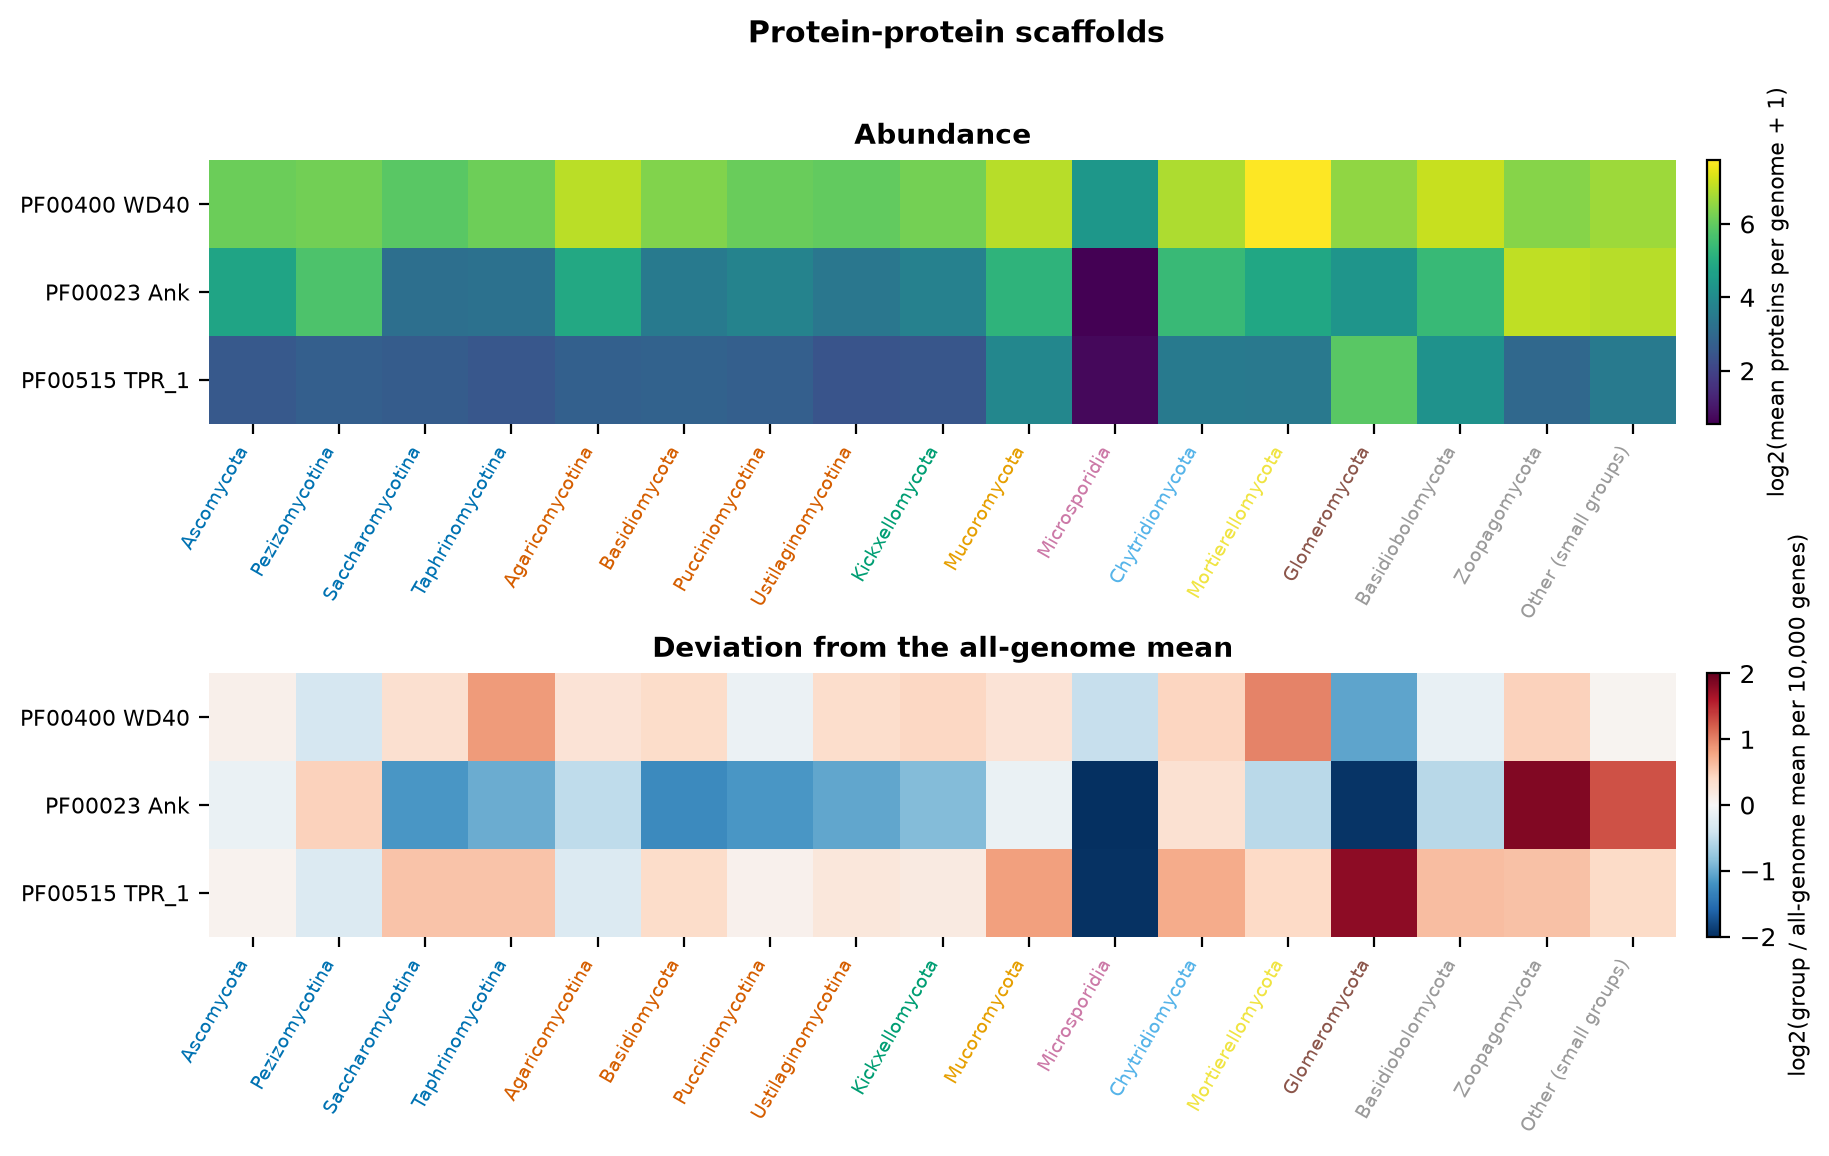 Protein-protein scaffolds
Abundance
PF00400 WD40
PF00023 Ank
PF00515 TPR_1
Ascomycota
Pezizomycotina
Saccharomycotina
Taphrinomycotina
Agaricomycotina
Basidiomycota
Pucciniomycotina
Ustilaginomycotina
Kickxellomycota
Mucoromycota
Microsporidia
Chytridiomycota
Mortierellomycota
Glomeromycota
Basidiobolomycota
Zoopagomycota
Other (small groups)
6
4
2
log2(mean proteins per genome + 1)
Deviation from the all-genome mean
PF00400 WD40
PF00023 Ank
PF00515 TPR_1
Ascomycota
Pezizomycotina
Saccharomycotina
Taphrinomycotina
Agaricomycotina
Basidiomycota
Pucciniomycotina
Ustilaginomycotina
Kickxellomycota
Mucoromycota
Microsporidia
Chytridiomycota
Mortierellomycota
Glomeromycota
Basidiobolomycota
Zoopagomycota
Other (small groups)
2
1
0
−1
−2
log2(group / all-genome mean per 10,000 genes)